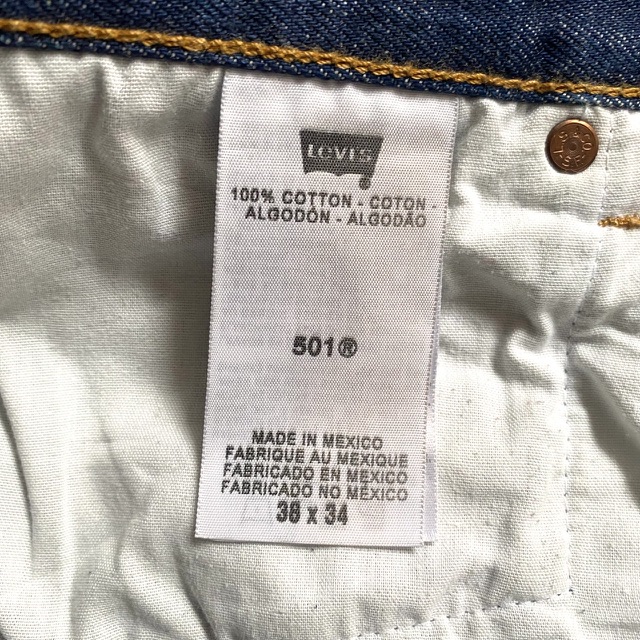 LEVI'S
®
100% COTTON - COTON -
ALGODÓN - ALGODÃO
501®
MADE IN MEXICO
FABRIQUE AU MEXIQUE
FABRICADO EN MEXICO
FABRICADO NO MEXICO
38 x 34